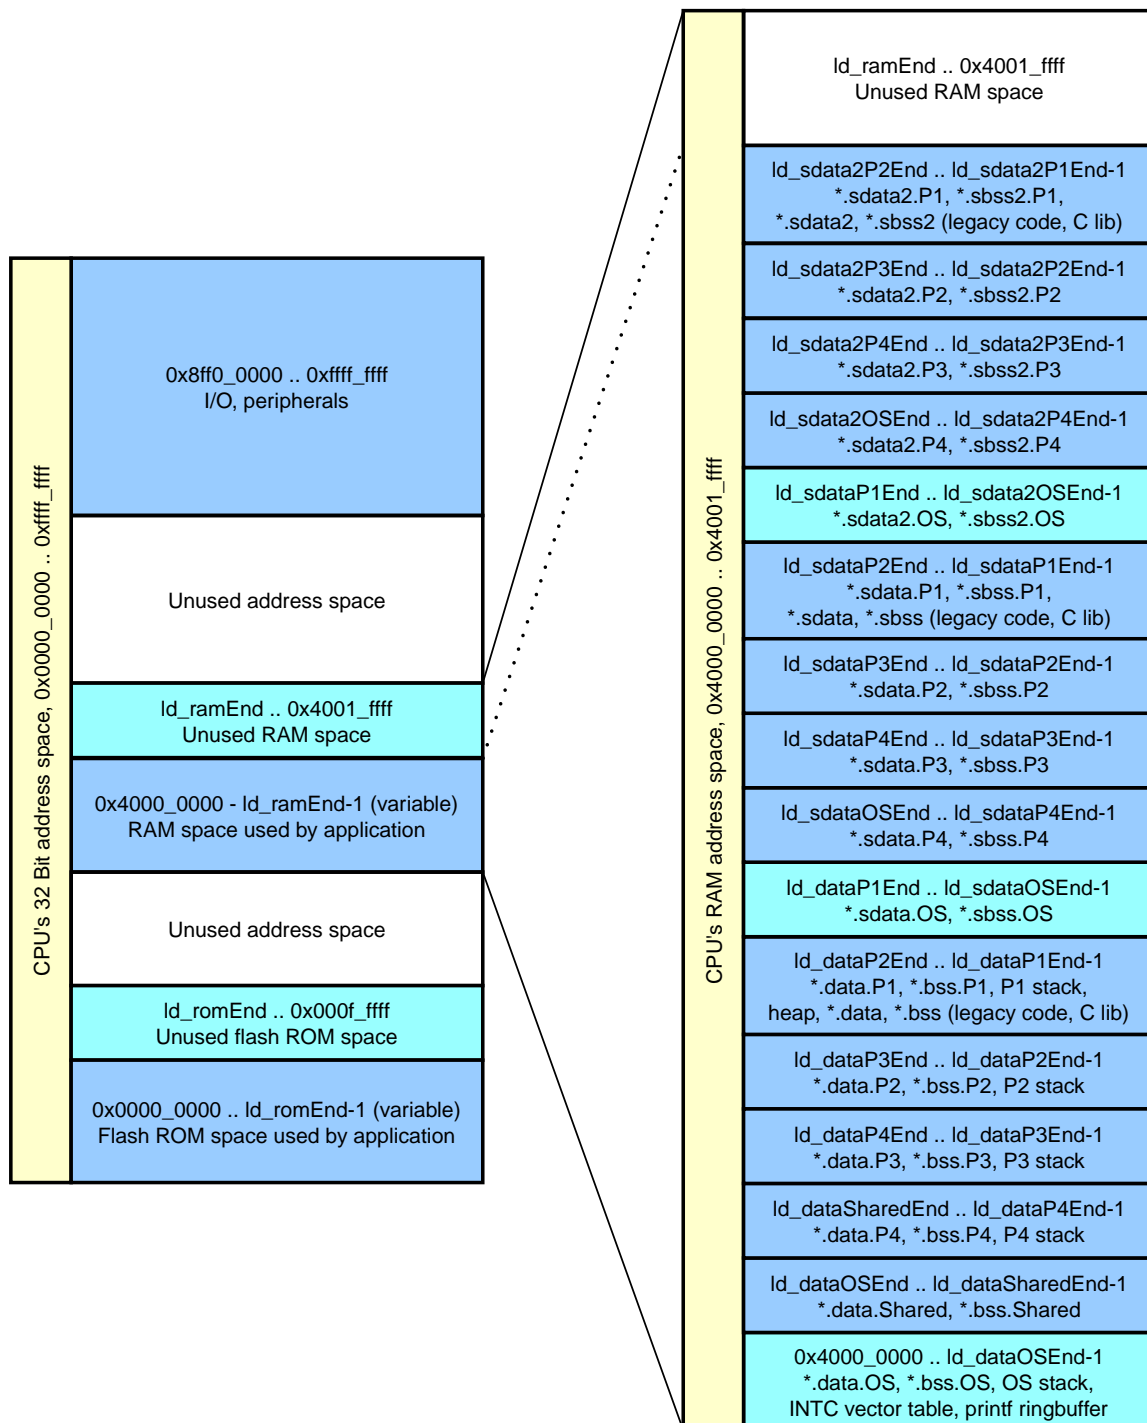 CPU's 32 Bit address space, 0x0000_0000 .. 0xffff_ffff
0x8ff0_0000 .. 0xffff_ffff
I/O, peripherals
Unused address space
ld_ramEnd .. 0x4001_ffff
Unused RAM space
0x4000_0000 - ld_ramEnd-1 (variable)
RAM space used by application
Unused address space
ld_romEnd .. 0x000f_ffff
Unused flash ROM space
0x0000_0000 .. ld_romEnd-1 (variable)
Flash ROM space used by application
CPU's RAM address space, 0x4000_0000 .. 0x4001_ffff
ld_ramEnd .. 0x4001_ffff
Unused RAM space
ld_sdata2P2End .. ld_sdata2P1End-1
*.sdata2.P1, *.sbss2.P1,
*.sdata2, *.sbss2 (legacy code, C lib)
ld_sdata2P3End .. ld_sdata2P2End-1
*.sdata2.P2, *.sbss2.P2
ld_sdata2P4End .. ld_sdata2P3End-1
*.sdata2.P3, *.sbss2.P3
ld_sdata2OSEnd .. ld_sdata2P4End-1
*.sdata2.P4, *.sbss2.P4
ld_sdataP1End .. ld_sdata2OSEnd-1
*.sdata2.OS, *.sbss2.OS
ld_sdataP2End .. ld_sdataP1End-1
*.sdata.P1, *.sbss.P1,
*.sdata, *.sbss (legacy code, C lib)
ld_sdataP3End .. ld_sdataP2End-1
*.sdata.P2, *.sbss.P2
ld_sdataP4End .. ld_sdataP3End-1
*.sdata.P3, *.sbss.P3
ld_sdataOSEnd .. ld_sdataP4End-1
*.sdata.P4, *.sbss.P4
ld_dataP1End .. ld_sdataOSEnd-1
*.sdata.OS, *.sbss.OS
ld_dataP2End .. ld_dataP1End-1
*.data.P1, *.bss.P1, P1 stack,
heap, *.data, *.bss (legacy code, C lib)
ld_dataP3End .. ld_dataP2End-1
*.data.P2, *.bss.P2, P2 stack
ld_dataP4End .. ld_dataP3End-1
*.data.P3, *.bss.P3, P3 stack
ld_dataSharedEnd .. ld_dataP4End-1
*.data.P4, *.bss.P4, P4 stack
ld_dataOSEnd .. ld_dataSharedEnd-1
*.data.Shared, *.bss.Shared
0x4000_0000 .. ld_dataOSEnd-1
*.data.OS, *.bss.OS, OS stack,
INTC vector table, printf ringbuffer